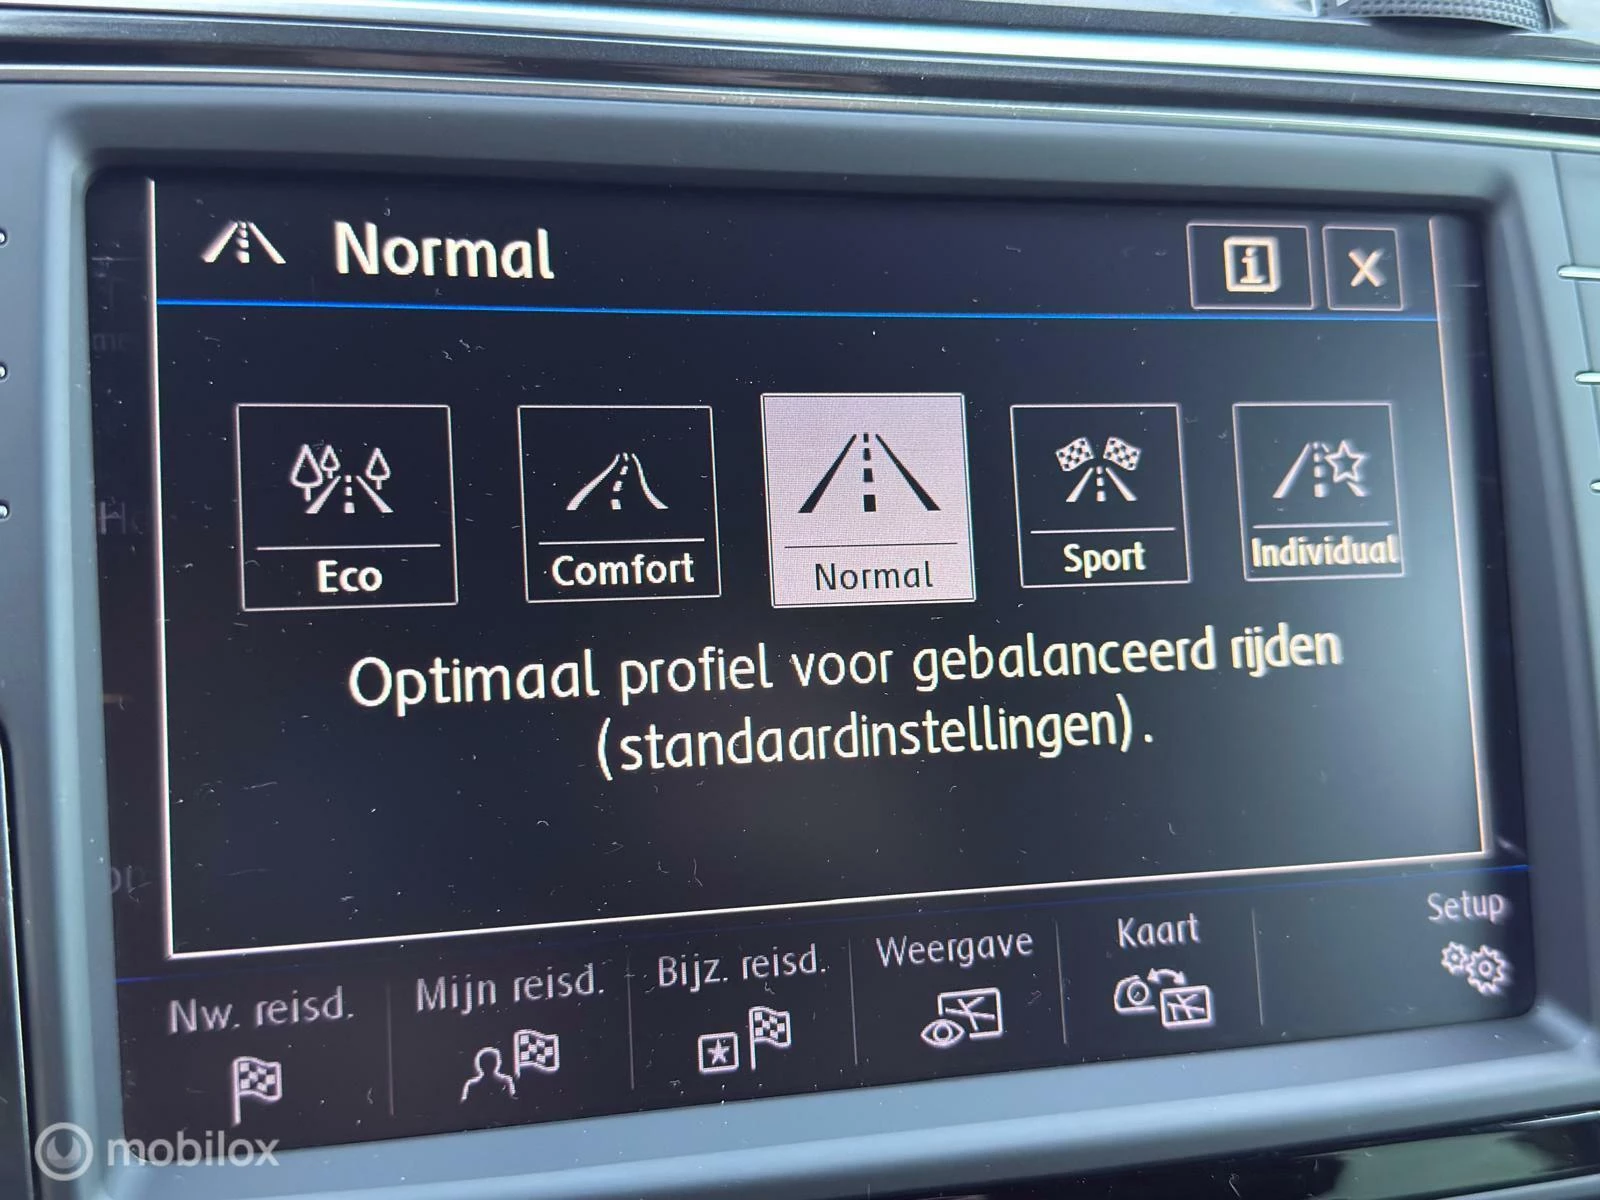 Normal
i X
Eco Comfort Normal Sport Individual
Optimaal profiel voor gebalanceerd rijden
(standaardinstellingen).
Nw. reisd. Mijn reisd. Bijz. reisd. Weergave Kaart Setup
mobilox